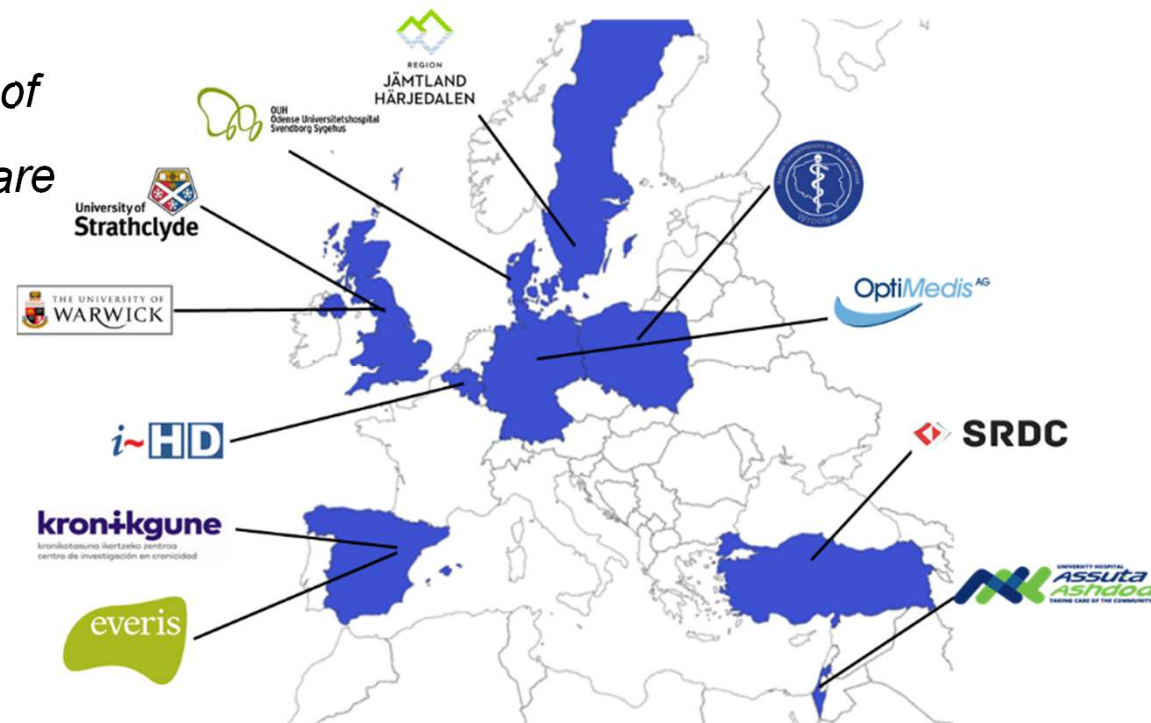 of
are
REGION
JÄMTLAND
HÄRJEDALEN
OUH
Odense Universitetshospital
Svendborg Sygehus
University of
Strathclyde
THE UNIVERSITY OF
WARWICK
Wrocław
OptiMedis AG
i~HD
SRDC
kronikgune
kronikotasuna ikertzeko zentroa
centro de investigación en cronicidad
UNIVERSITY HOSPITAL
ASSUTA
ASHDOD
TAKING CARE OF THE COMMUNITY
everis